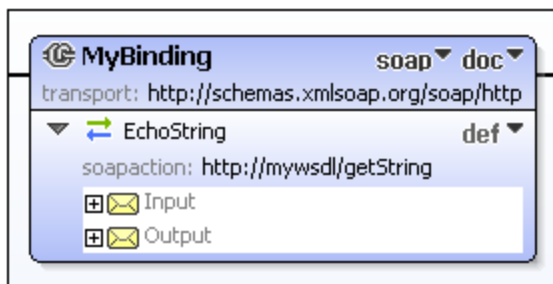 MyBinding soap doc
transport: http://schemas.xmlsoap.org/soap/http
EchoString def
soapaction: http://mywsdl/getString
Input
Output